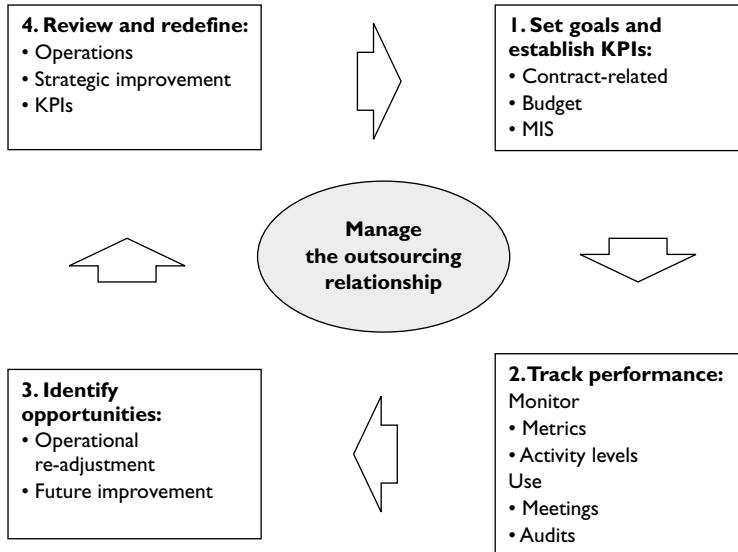 4. Review and redefine:
• Operations
• Strategic improvement
• KPIs
1. Set goals and
establish KPIs:
• Contract-related
• Budget
• MIS
Manage
the outsourcing
relationship
3. Identify
opportunities:
• Operational
re-adjustment
• Future improvement
2. Track performance:
Monitor
• Metrics
• Activity levels
Use
• Meetings
• Audits